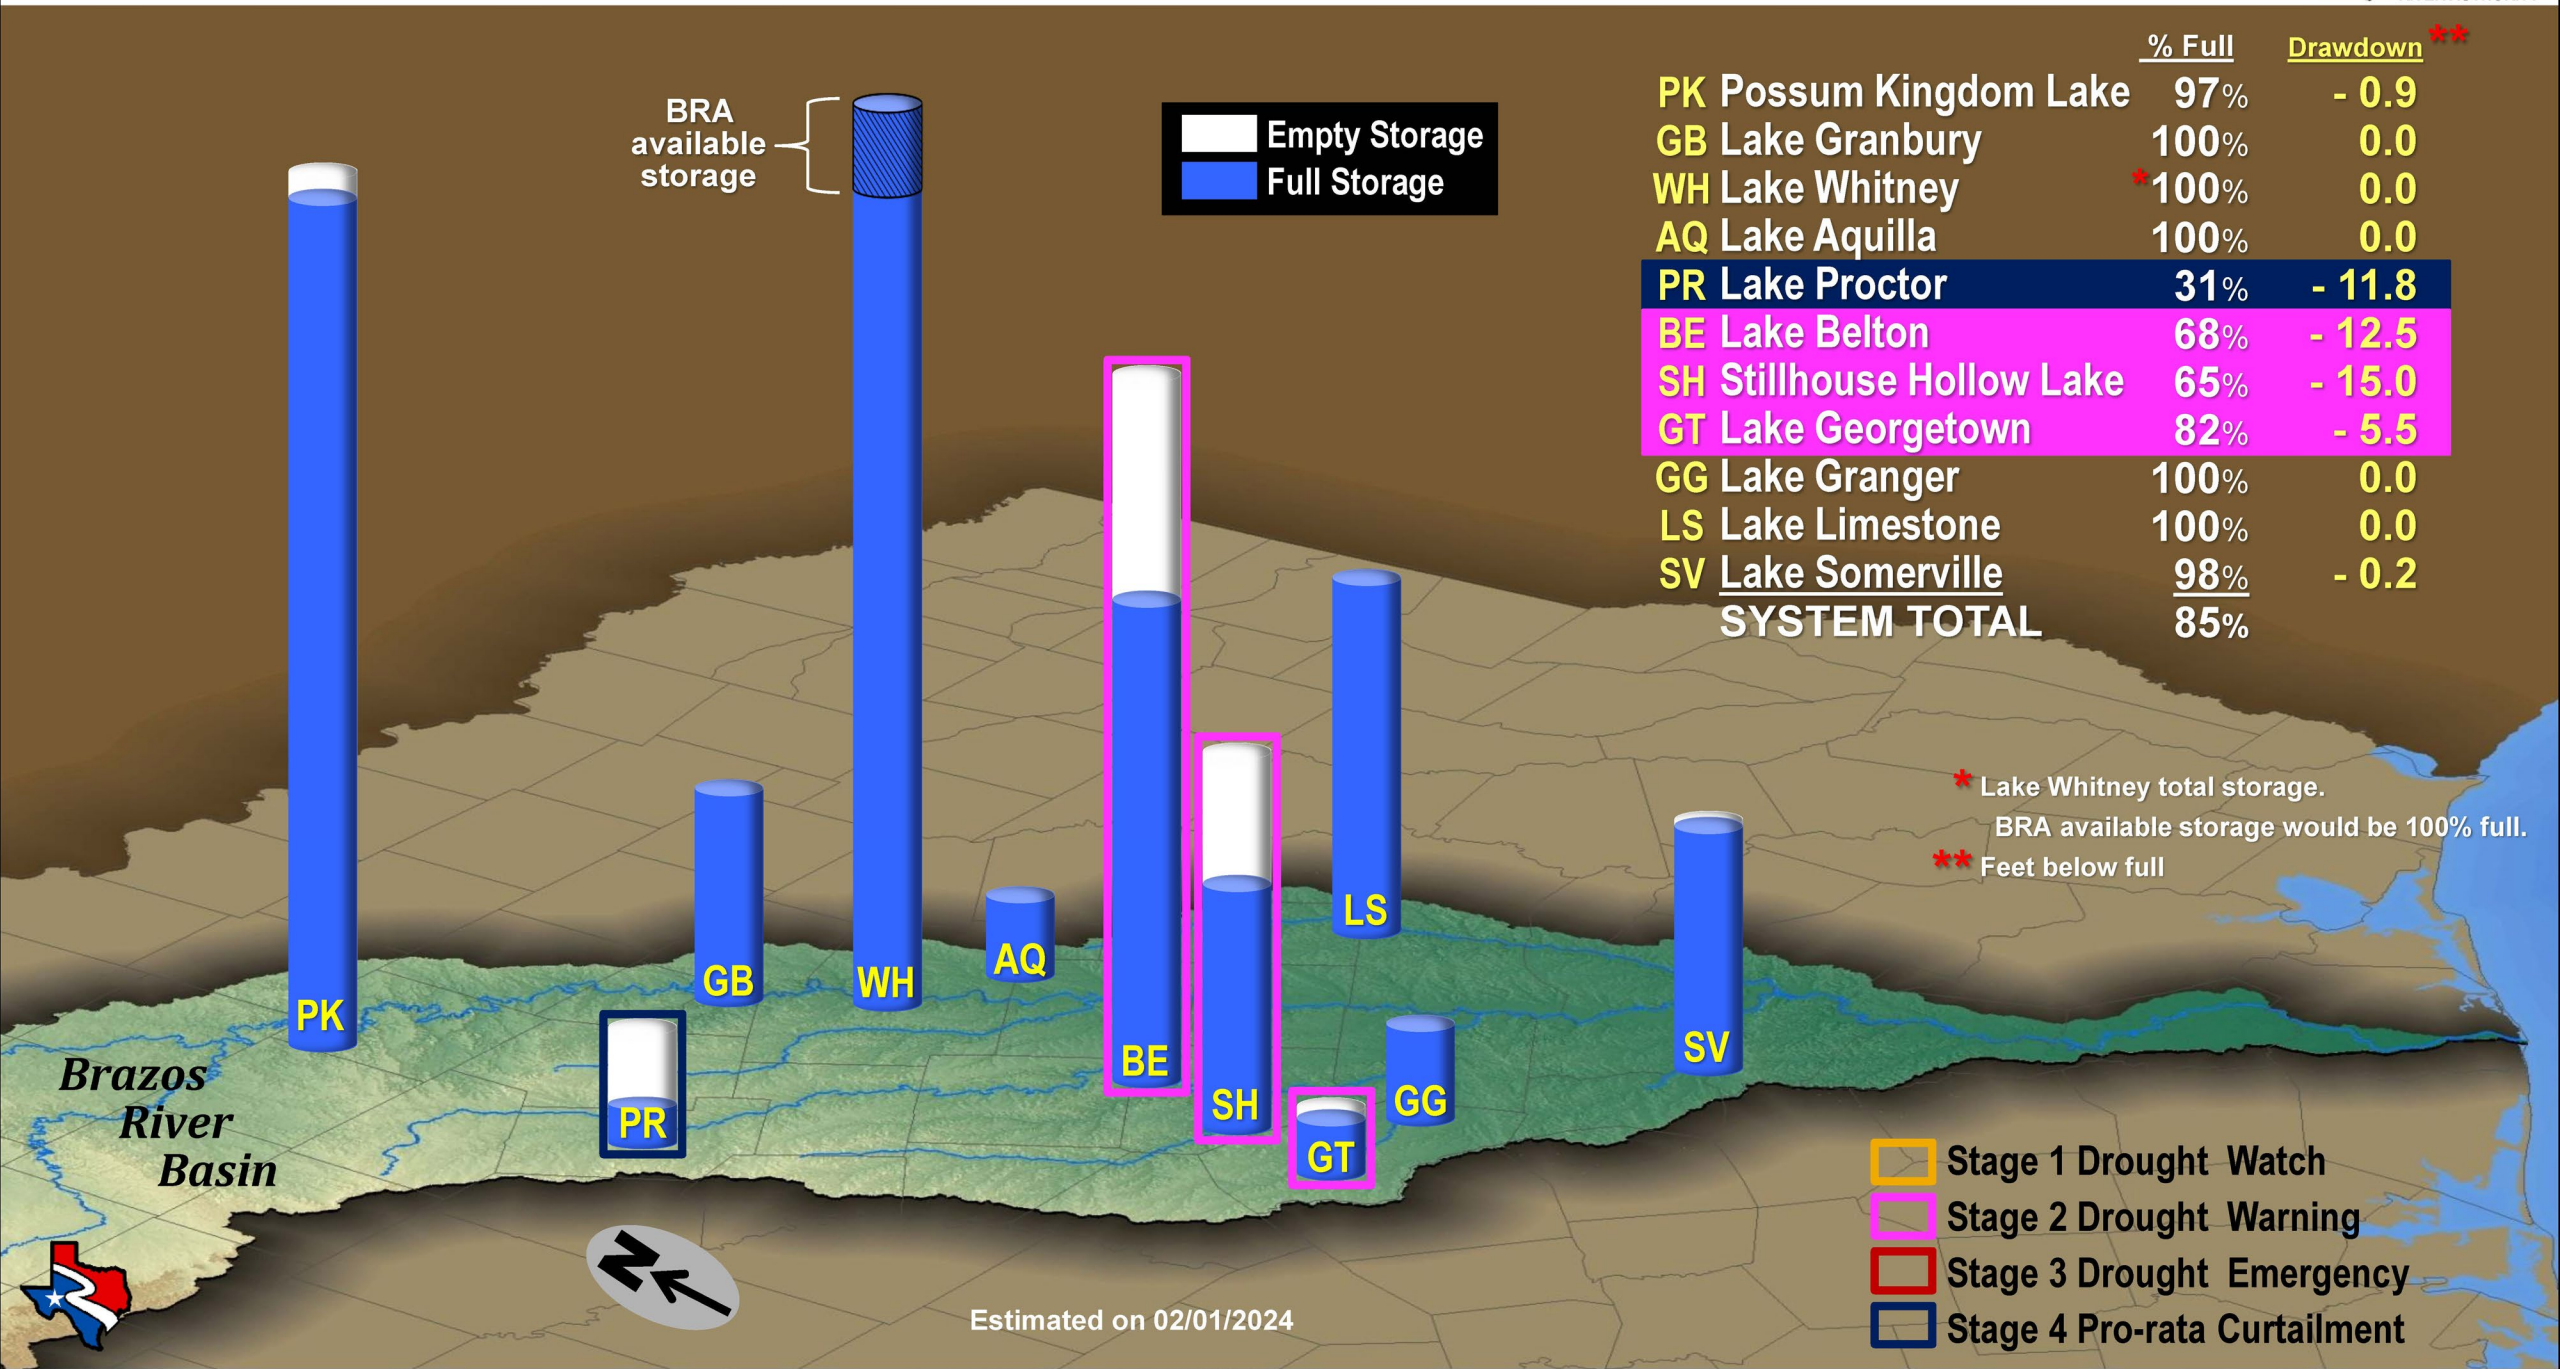 % Full Drawdown **
PK Possum Kingdom Lake 97% - 0.9
GB Lake Granbury 100% 0.0
WH Lake Whitney *100% 0.0
AQ Lake Aquilla 100% 0.0
PR Lake Proctor 31% - 11.8
BE Lake Belton 68% - 12.5
SH Stillhouse Hollow Lake 65% - 15.0
GT Lake Georgetown 82% - 5.5
GG Lake Granger 100% 0.0
LS Lake Limestone 100% 0.0
SV Lake Somerville 98% - 0.2
SYSTEM TOTAL 85%
BRA
available
storage
Empty Storage
Full Storage
* Lake Whitney total storage.
BRA available storage would be 100% full.
** Feet below full
PK
GB
WH
AQ
LS
PR
BE
SH
GT
GG
SV
Brazos
River
Basin
N
Estimated on 02/01/2024
Stage 1 Drought Watch
Stage 2 Drought Warning
Stage 3 Drought Emergency
Stage 4 Pro-rata Curtailment